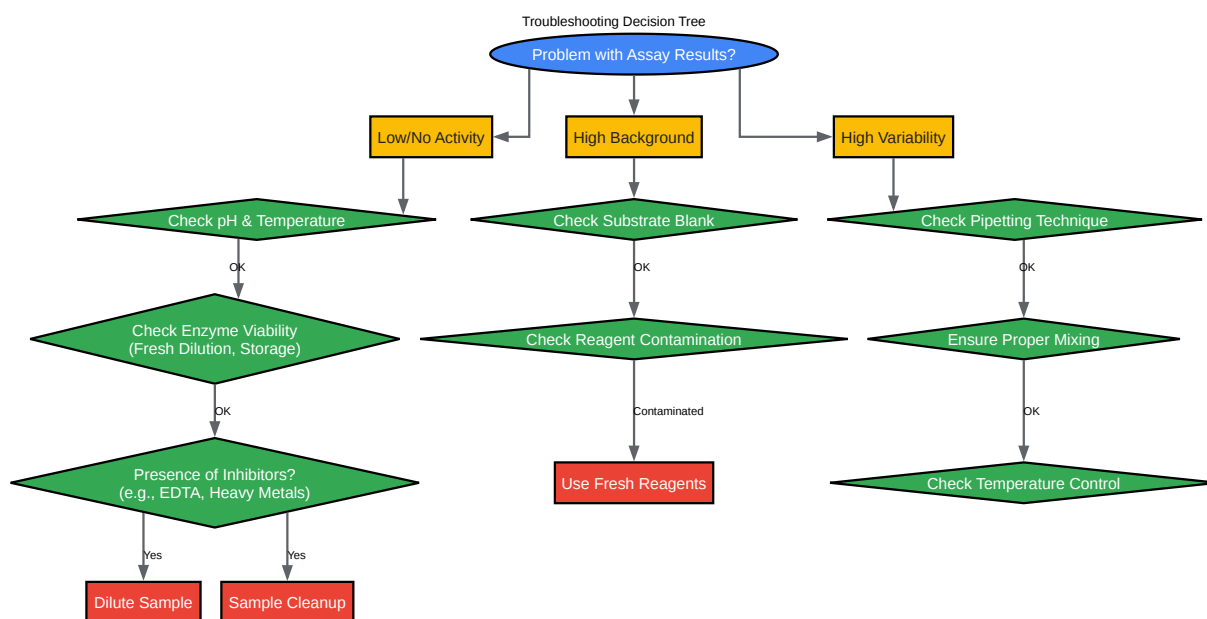 Troubleshooting Decision Tree
Problem with Assay Results?
Low/No Activity
High Background
High Variability
Check pH & Temperature
Check Substrate Blank
Check Pipetting Technique
OK
OK
OK
Check Enzyme Viability
(Fresh Dilution, Storage)
Check Reagent Contamination
Ensure Proper Mixing
OK
Contaminated
OK
Presence of Inhibitors?
(e.g., EDTA, Heavy Metals)
Use Fresh Reagents
Check Temperature Control
Yes
Yes
Dilute Sample
Sample Cleanup